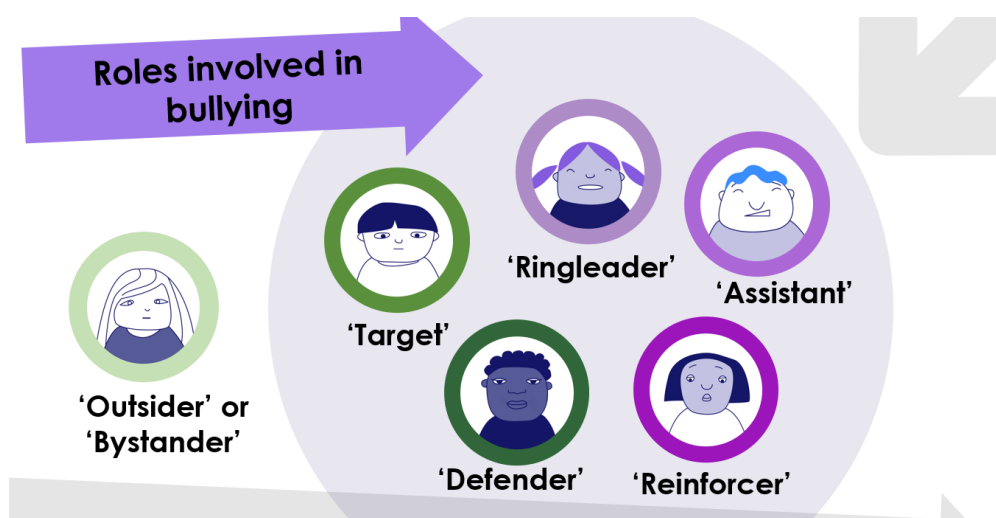 Roles involved in
bullying
‘Ringleader’
‘Assistant’
‘Target’
‘Outsider’ or
‘Bystander’
‘Defender’
‘Reinforcer’